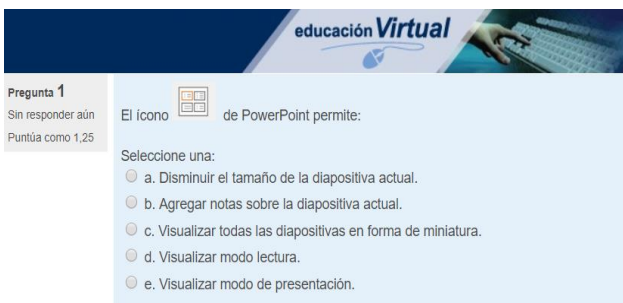 educación Virtual
Pregunta 1
Sin responder aún
Puntúa como 1,25
El ícono de PowerPoint permite:
Seleccione una:
a. Disminuir el tamaño de la diapositiva actual.
b. Agregar notas sobre la diapositiva actual.
c. Visualizar todas las diapositivas en forma de miniatura.
d. Visualizar modo lectura.
e. Visualizar modo de presentación.